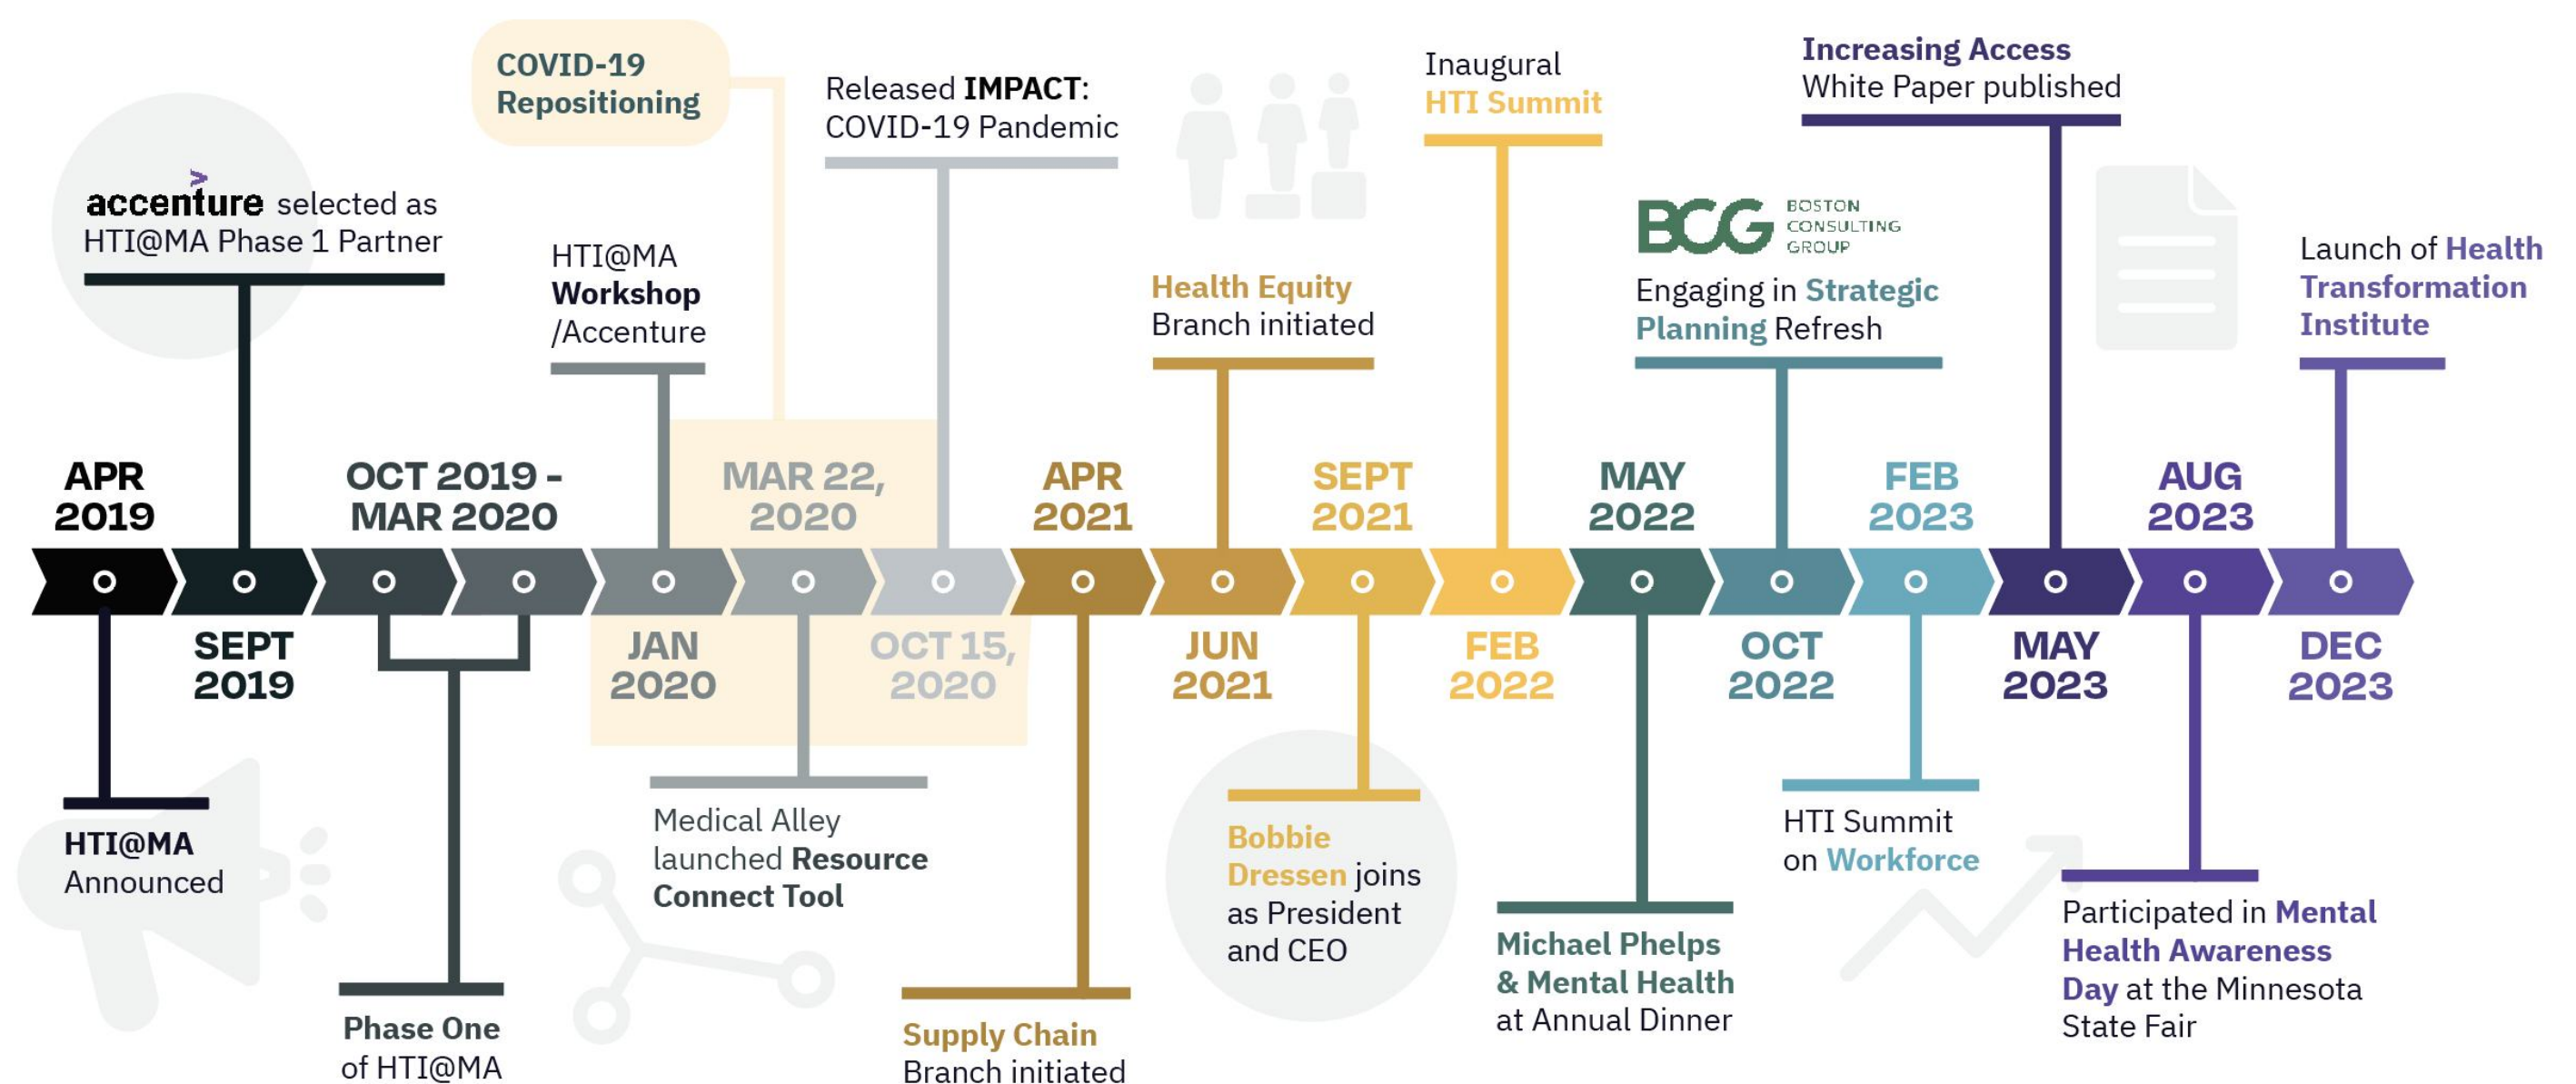 accenture selected as
HTI@MA Phase 1 Partner
COVID-19
Repositioning
HTI@MA
Workshop
/Accenture
Released IMPACT:
COVID-19 Pandemic
Health Equity
Branch initiated
Inaugural
HTI Summit
BCG BOSTON
CONSULTING
GROUP
Engaging in Strategic
Planning Refresh
Increasing Access
White Paper published
Launch of Health
Transformation
Institute
APR
2019
OCT 2019 -
MAR 2020
MAR 22,
2020
APR
2021
SEPT
2021
MAY
2022
FEB
2023
AUG
2023
SEPT
2019
JAN
2020
OCT 15,
2020
JUN
2021
FEB
2022
OCT
2022
MAY
2023
DEC
2023
HTI@MA
Announced
Phase One
of HTI@MA
Medical Alley
launched Resource
Connect Tool
Supply Chain
Branch initiated
Bobbie
Dressen joins
as President
and CEO
Michael Phelps
& Mental Health
at Annual Dinner
HTI Summit
on Workforce
Participated in Mental
Health Awareness
Day at the Minnesota
State Fair